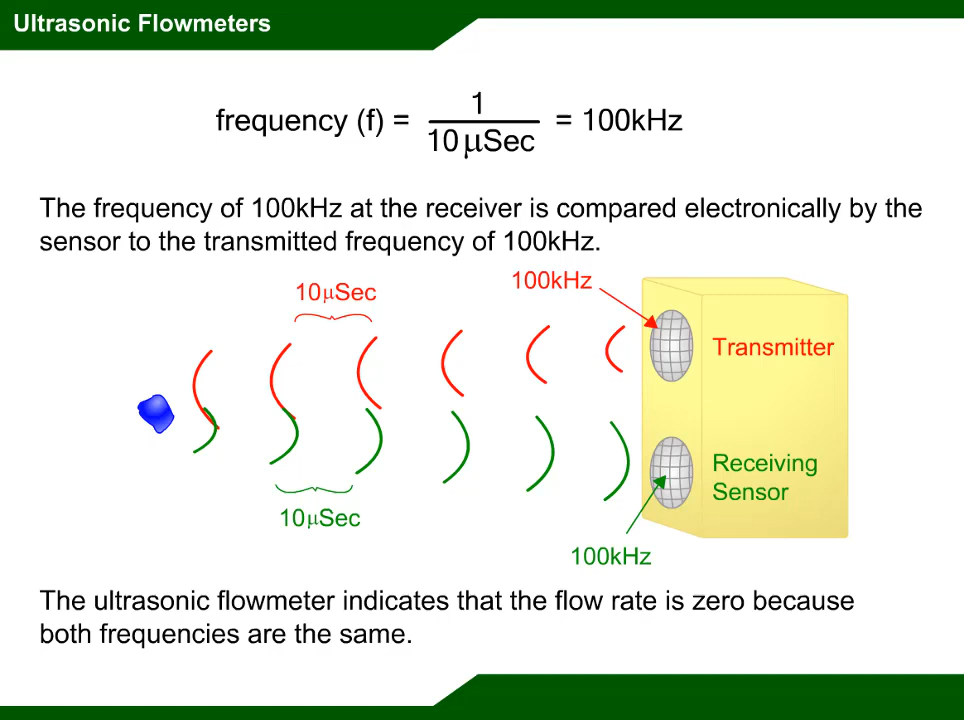 Ultrasonic Flowmeters
frequency (f) = 1 / 10 µSec = 100kHz
The frequency of 100kHz at the receiver is compared electronically by the
sensor to the transmitted frequency of 100kHz.
100kHz
10µSec
Transmitter
Receiving
Sensor
10µSec
100kHz
The ultrasonic flowmeter indicates that the flow rate is zero because
both frequencies are the same.